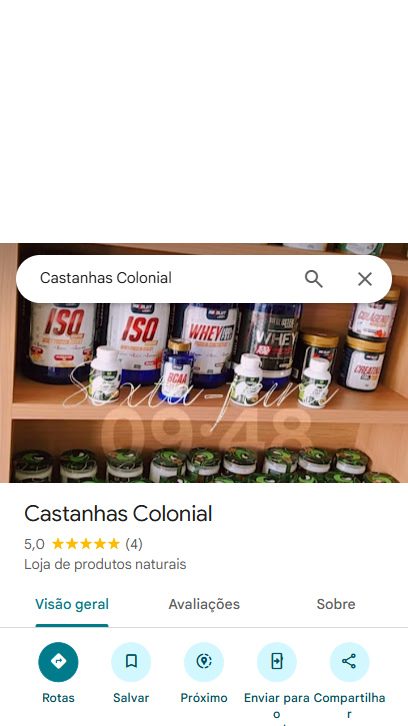 Castanhas Colonial
ISO
ISO
WHEY
WHEY
COLÁGENO
BCAA
CREATINA
Sexta-feira
09:48
Castanhas Colonial
5,0 ★★★★★ (4)
Loja de produtos naturais
Visão geral Avaliações Sobre
Rotas Salvar Próximo Enviar para o Compartilhar